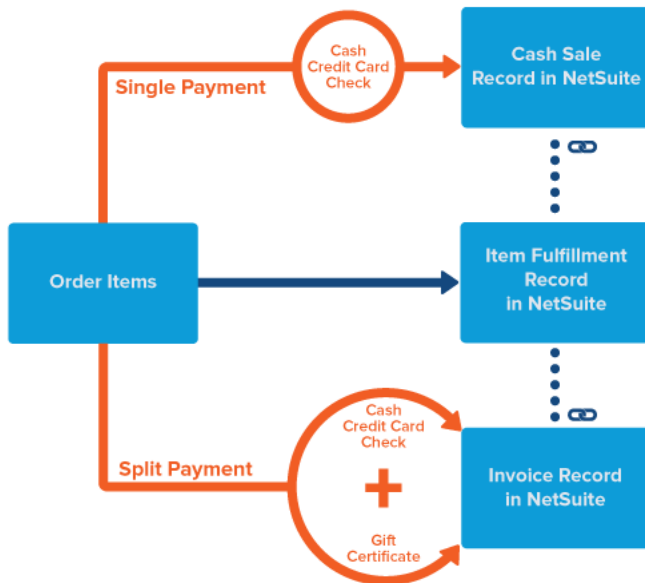 Cash
Credit Card
Check
Single Payment
Cash Sale
Record in NetSuite
Order Items
Item Fulfillment
Record
in NetSuite
Cash
Credit Card
Check
+
Split Payment
Gift
Certificate
Invoice Record
in NetSuite